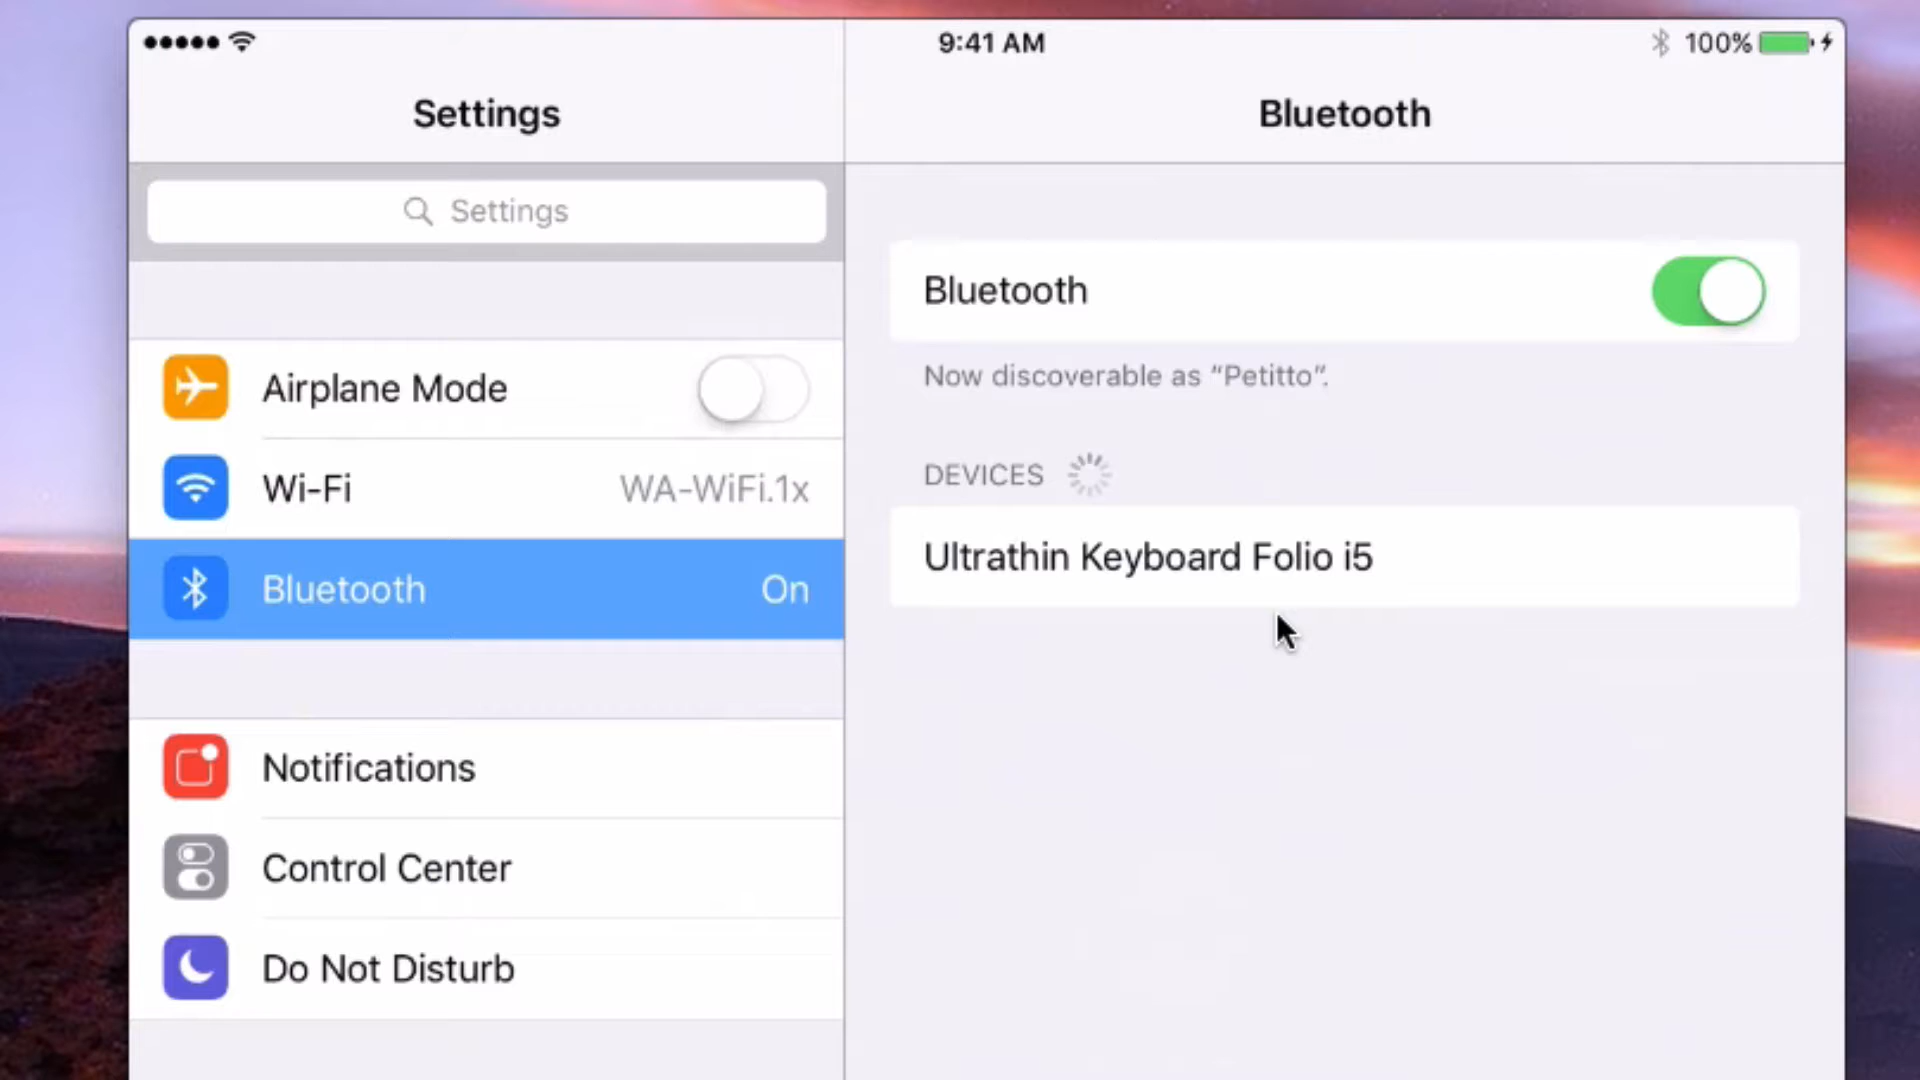 9:41 AM
100%
Settings
Bluetooth
Settings
Airplane Mode
Wi-Fi WA-WiFi.1x
Bluetooth On
Notifications
Control Center
Do Not Disturb
Bluetooth
Now discoverable as “Petitto”.
DEVICES
Ultrathin Keyboard Folio i5